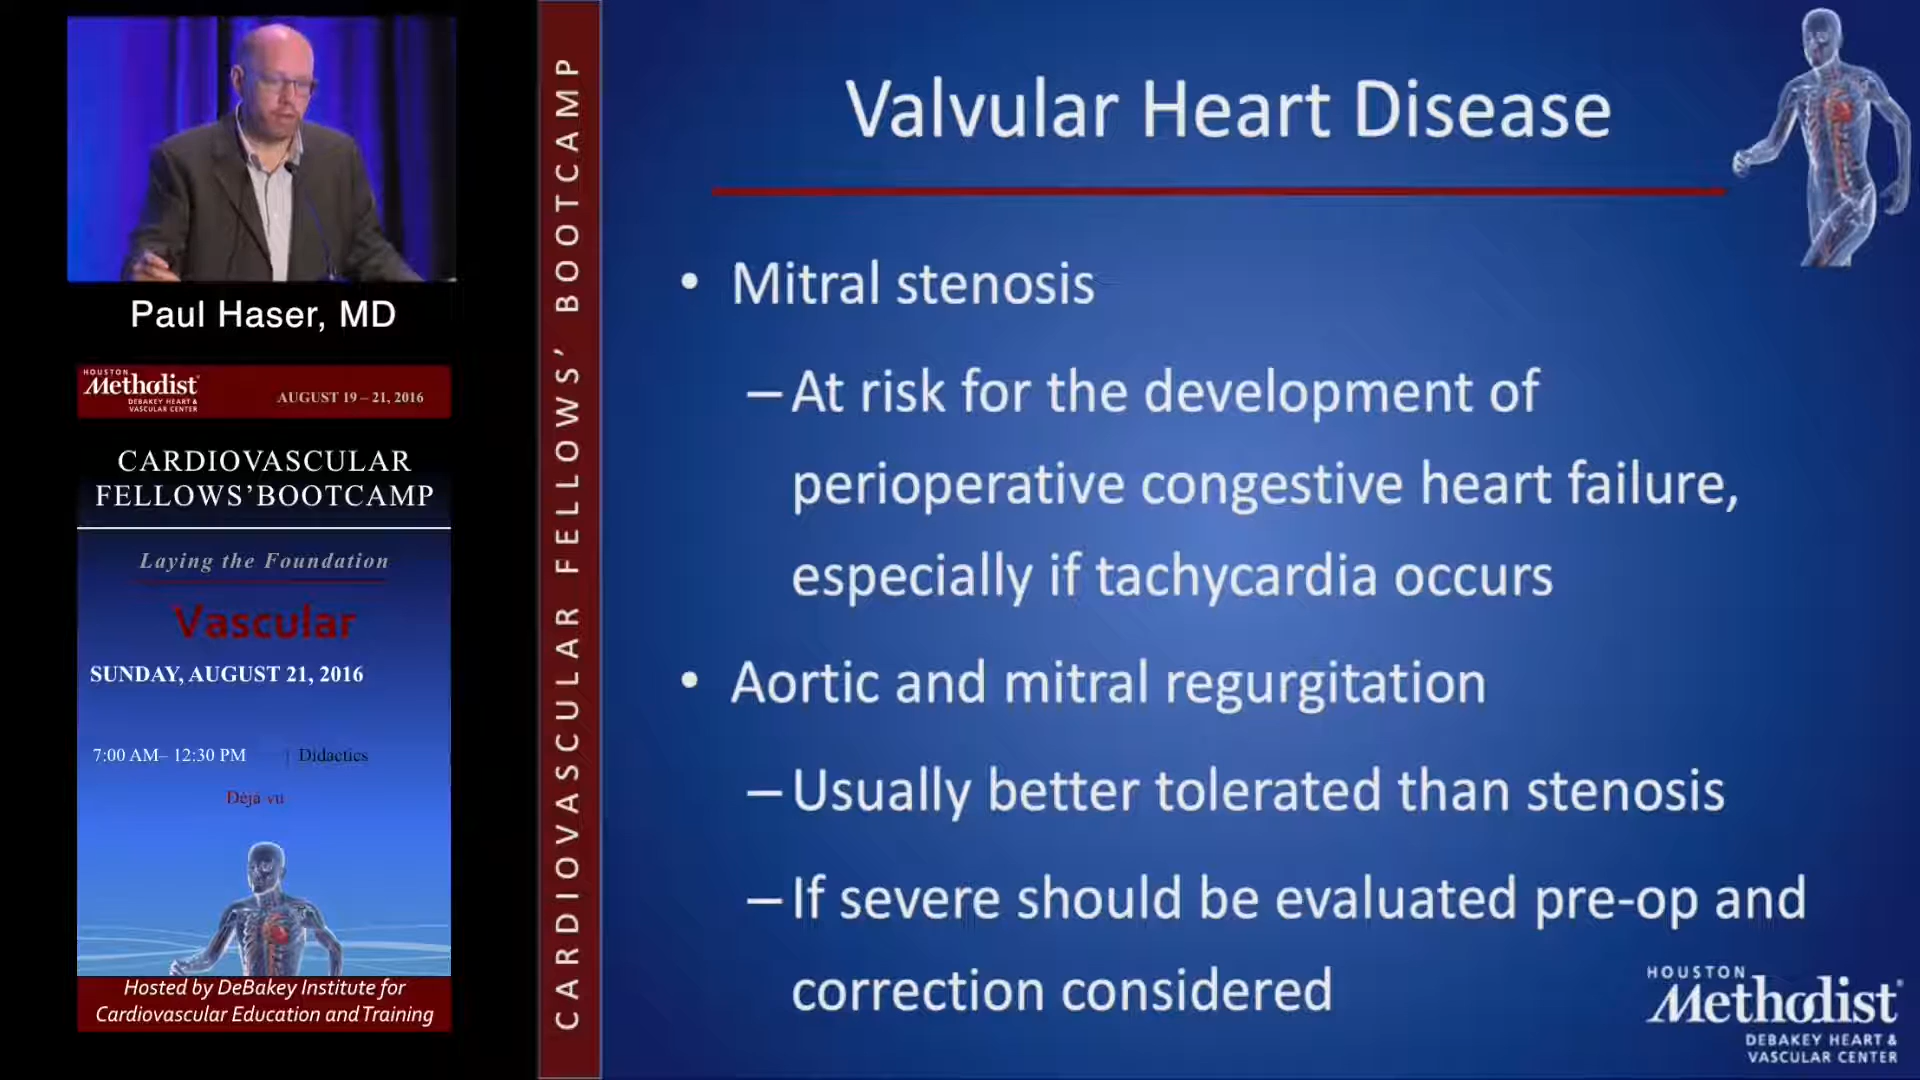 Paul Haser, MD
HOUSTON
Methodist
DEBAKEY HEART &
VASCULAR CENTER
AUGUST 19 – 21, 2016
CARDIOVASCULAR
FELLOWS’BOOTCAMP
Laying the Foundation
Vascular
SUNDAY, AUGUST 21, 2016
7:00 AM– 12:30 PM | Didactics
Déjà vu
Hosted by DeBakey Institute for
Cardiovascular Education and Training
CARDIOVASCULAR FELLOWS’ BOOTCAMP
Valvular Heart Disease
• Mitral stenosis
– At risk for the development of
perioperative congestive heart failure,
especially if tachycardia occurs
• Aortic and mitral regurgitation
– Usually better tolerated than stenosis
– If severe should be evaluated pre-op and
correction considered
HOUSTON
Methodist
DEBAKEY HEART &
VASCULAR CENTER